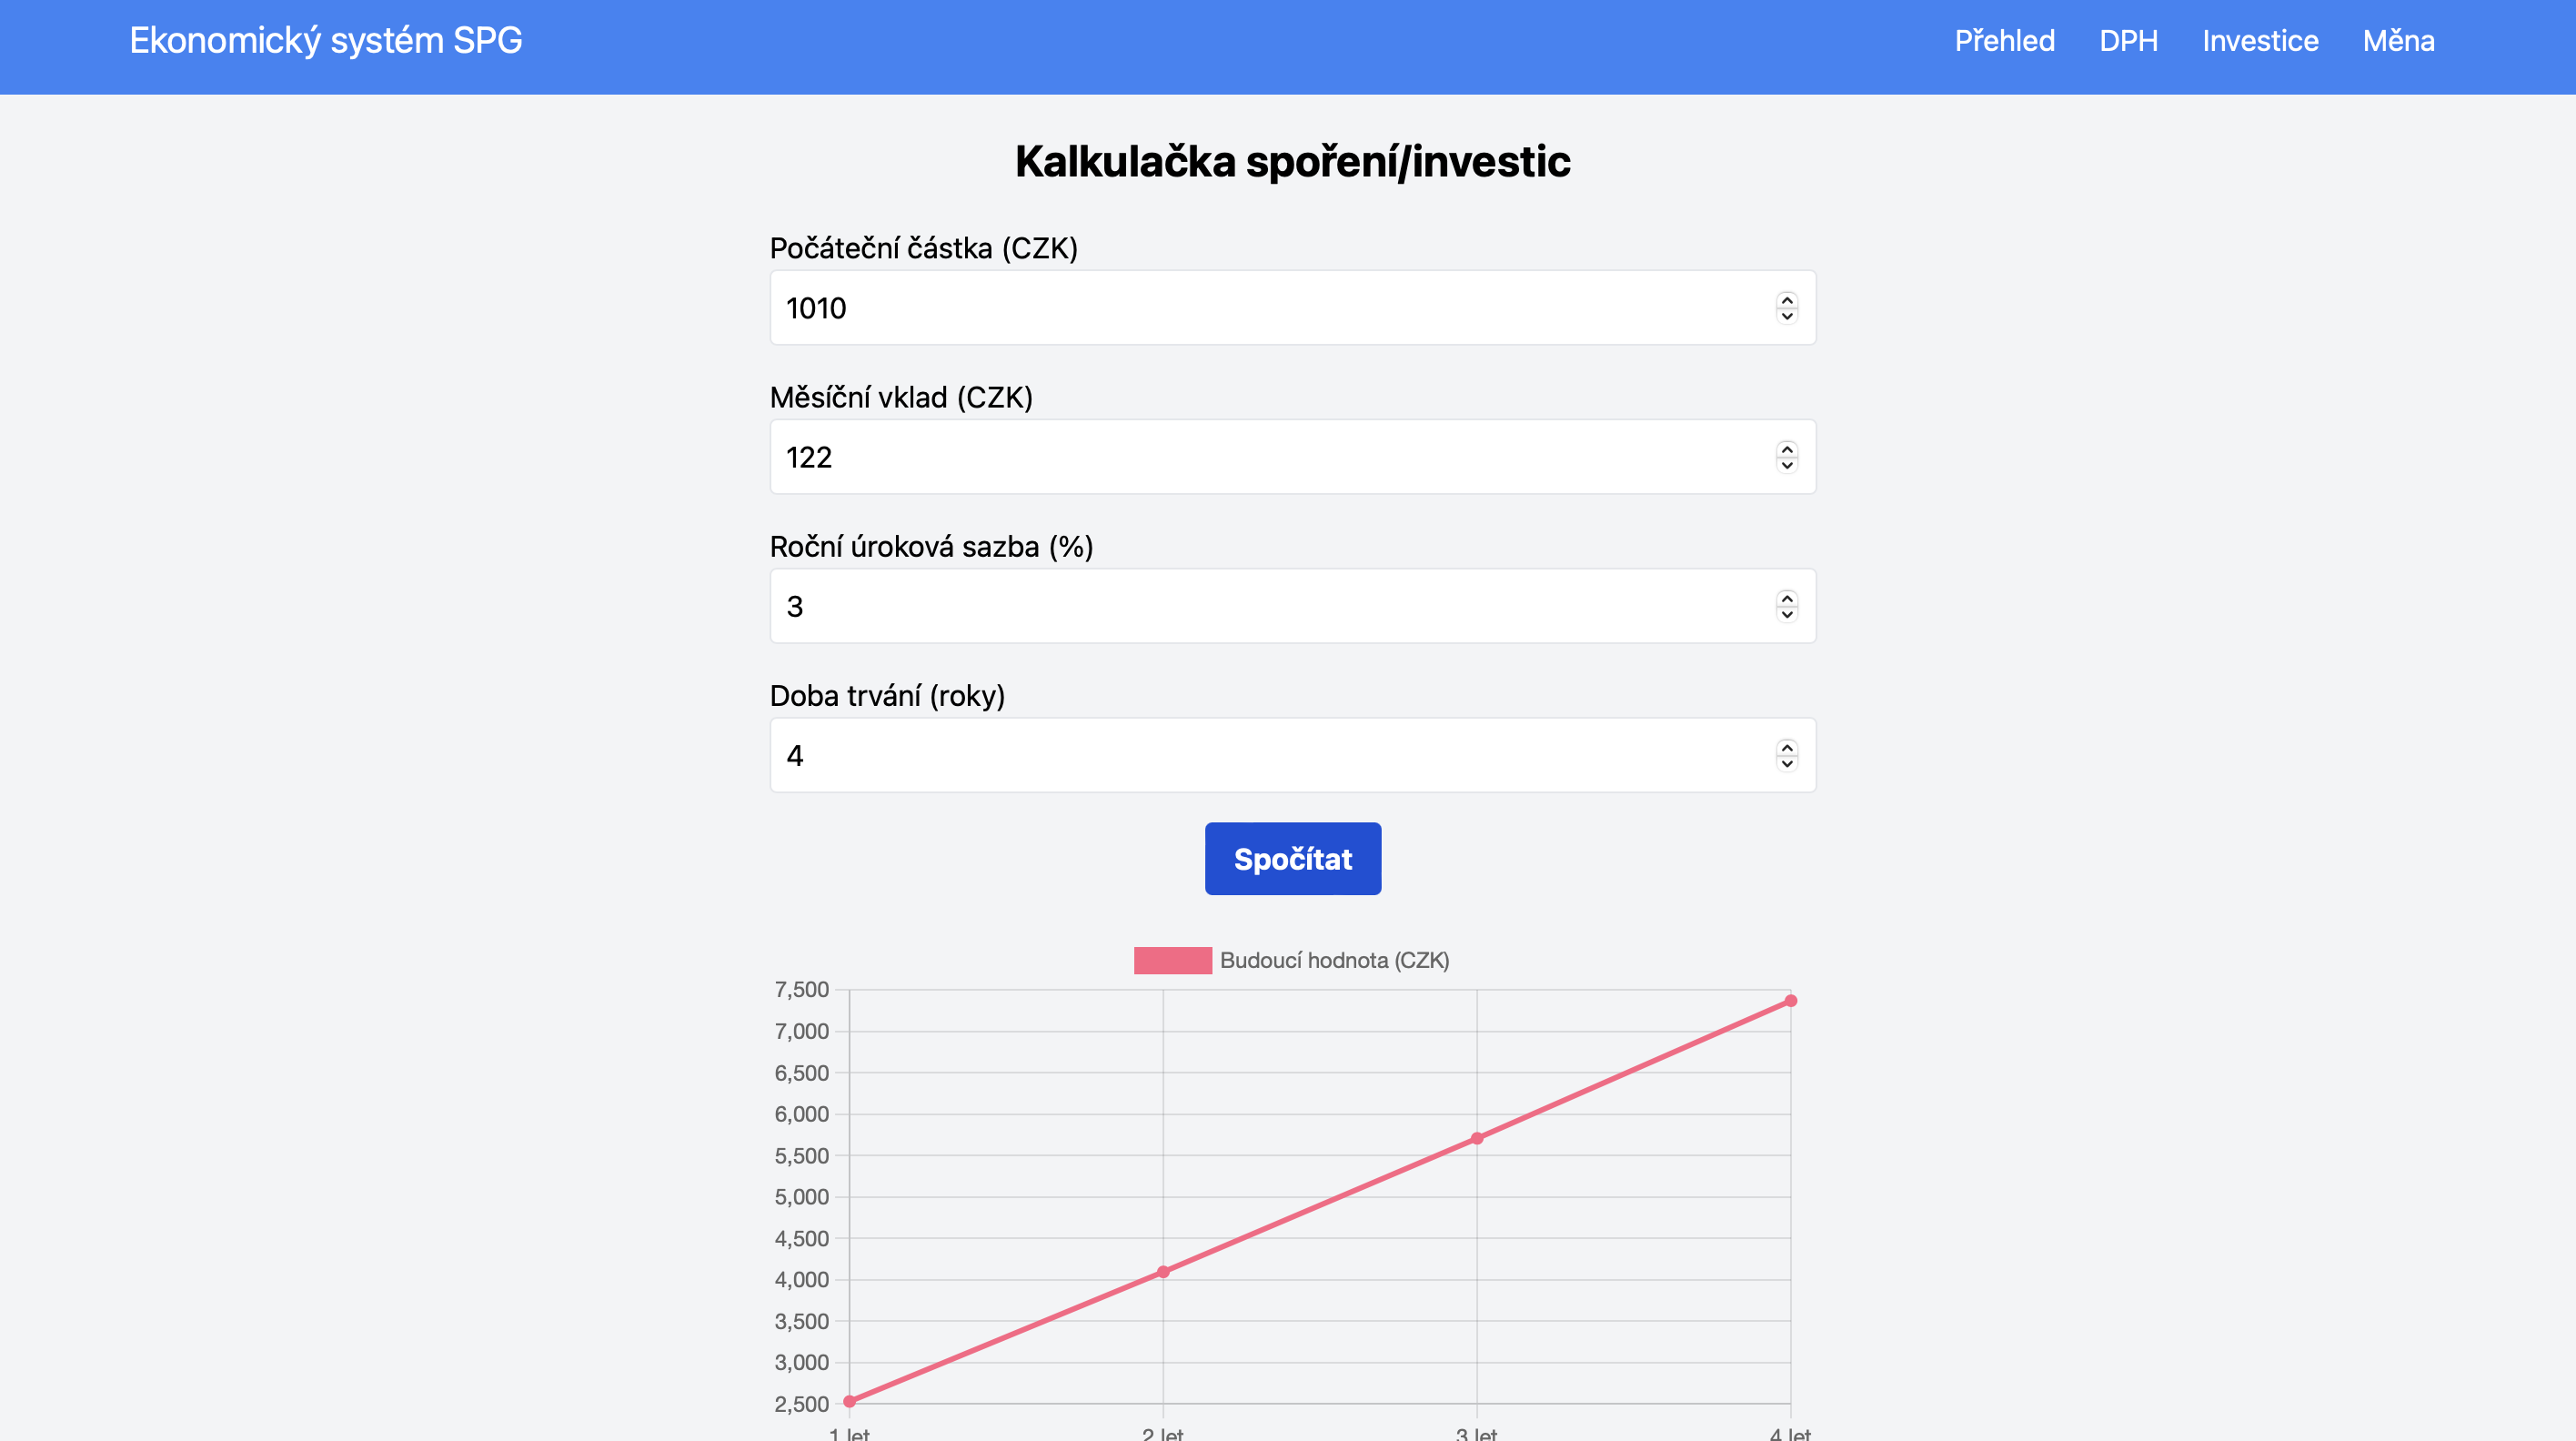 Ekonomický systém SPG
Přehled DPH Investice Měna
Kalkulačka spoření/investic
Počáteční částka (CZK)
1010
Měsíční vklad (CZK)
122
Roční úroková sazba (%)
3
Doba trvání (roky)
4
Spočítat
Budoucí hodnota (CZK)
7,500
7,000
6,500
6,000
5,500
5,000
4,500
4,000
3,500
3,000
2,500
1 let 2 let 3 let 4 let